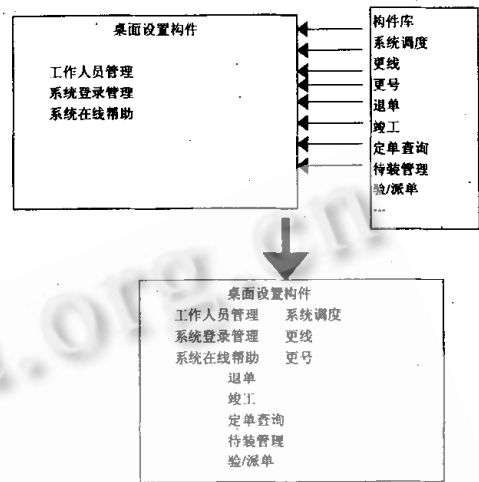 桌面设置构件
工作人员管理
系统登录管理
系统在线帮助
构件库
系统调度
更线
更号
退单
竣工
定单查询
待装管理
验/派单
...
桌面设置构件
工作人员管理 系统调度
系统登录管理 更线
系统在线帮助 更号
退单
竣工
定单查询
待装管理
验/派单
.org.cn